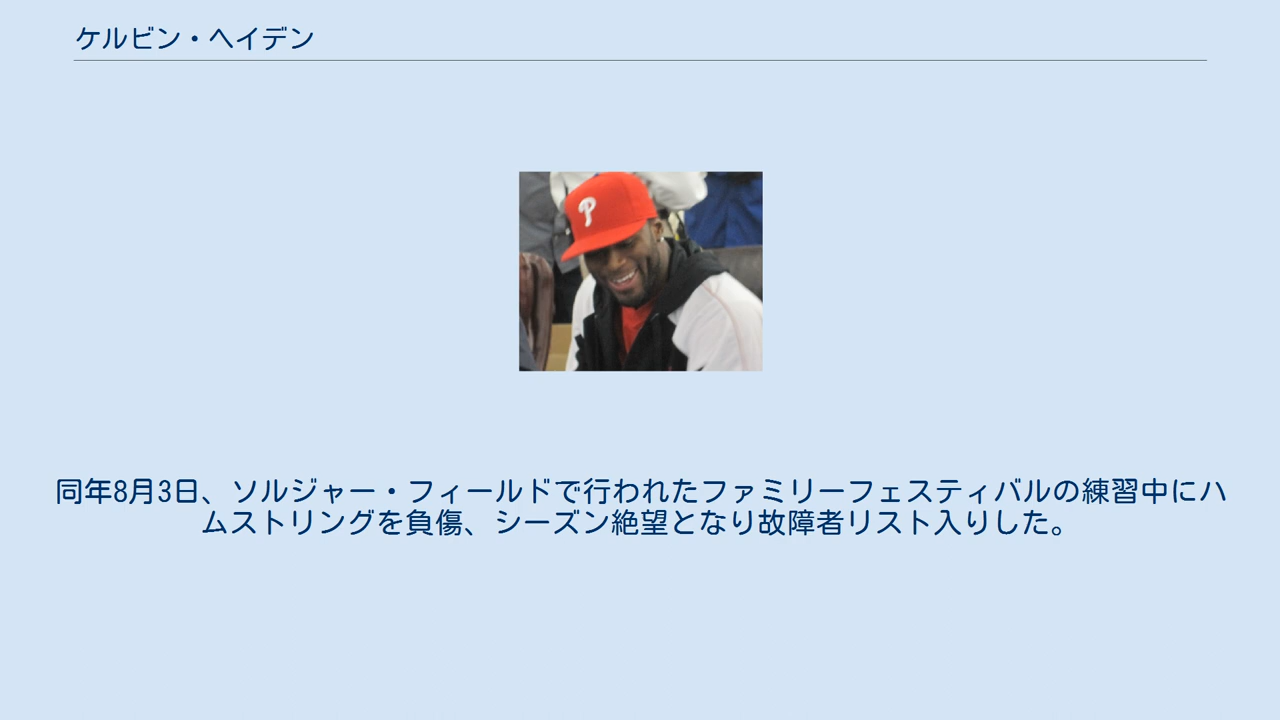 ケルビン・ヘイデン
P
同年8月3日、ソルジャー・フィールドで行われたファミリーフェスティバルの練習中にハ
ムストリングを負傷、シーズン絶望となり故障者リスト入りした。